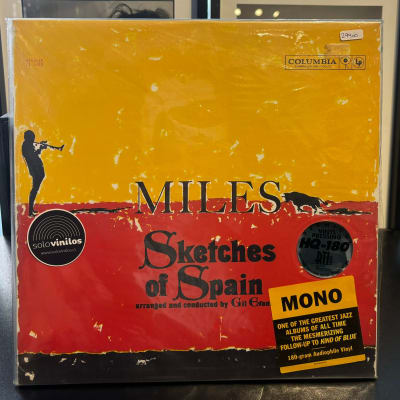 COLUMBIA
MILES
solovinilos
Sketches
of Spain
arranged and conducted by Gil Evans
HQ-180
RTI
MONO
ONE OF THE GREATEST JAZZ
ALBUMS OF ALL TIME
THE MESMERIZING
FOLLOW-UP TO KIND OF BLUE
180-gram Audiophile Vinyl